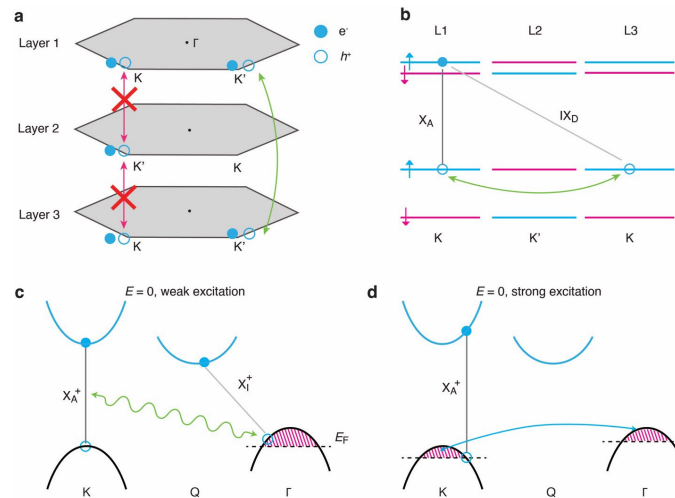 a
Layer 1
Γ
K
K'
e⁻
h⁺
Layer 2
K'
K
Layer 3
K
K'
b
L1 L2 L3
X_A
IX_D
K K' K
c
E = 0, weak excitation
X_A^+
X_I^+
E_F
K Q Γ
d
E = 0, strong excitation
X_A^+
K Q Γ